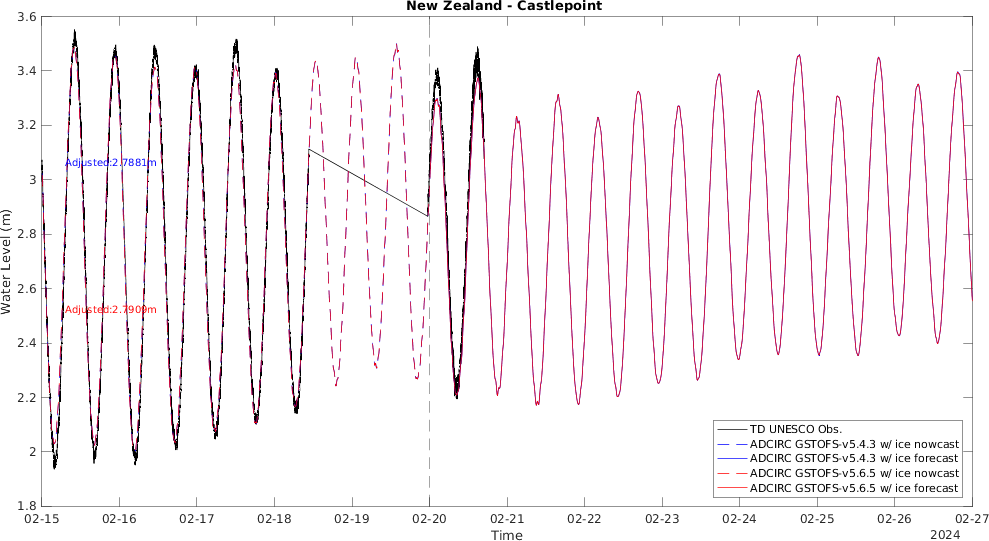 New Zealand - Castlepoint
3.6
3.4
3.2
3
2.8
2.6
2.4
2.2
2
1.8
Water Level (m)
Adjusted:2.7881m
Adjusted:2.7909m
TD UNESCO Obs.
ADCIRC GSTOFS-v5.4.3 w/ ice nowcast
ADCIRC GSTOFS-v5.4.3 w/ ice forecast
ADCIRC GSTOFS-v5.6.5 w/ ice nowcast
ADCIRC GSTOFS-v5.6.5 w/ ice forecast
02-15 02-16 02-17 02-18 02-19 02-20 02-21 02-22 02-23 02-24 02-25 02-26 02-27
Time
2024